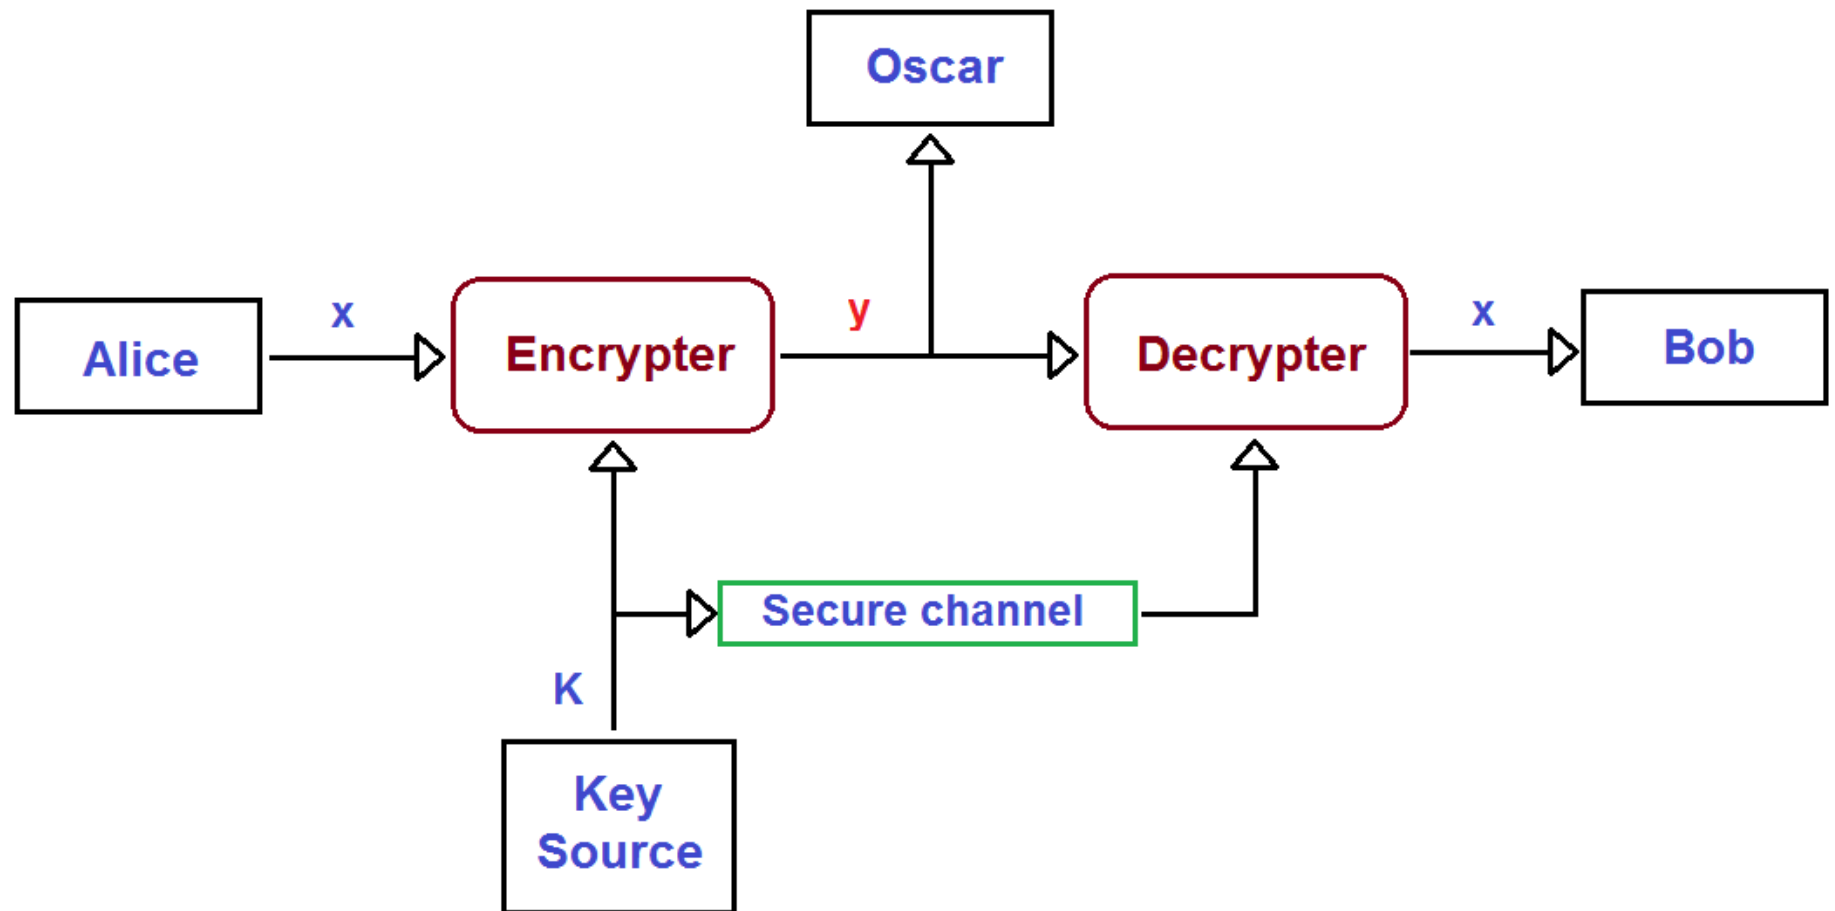 Oscar
x
y
x
Alice
Encrypter
Decrypter
Bob
Secure channel
K
Key
Source